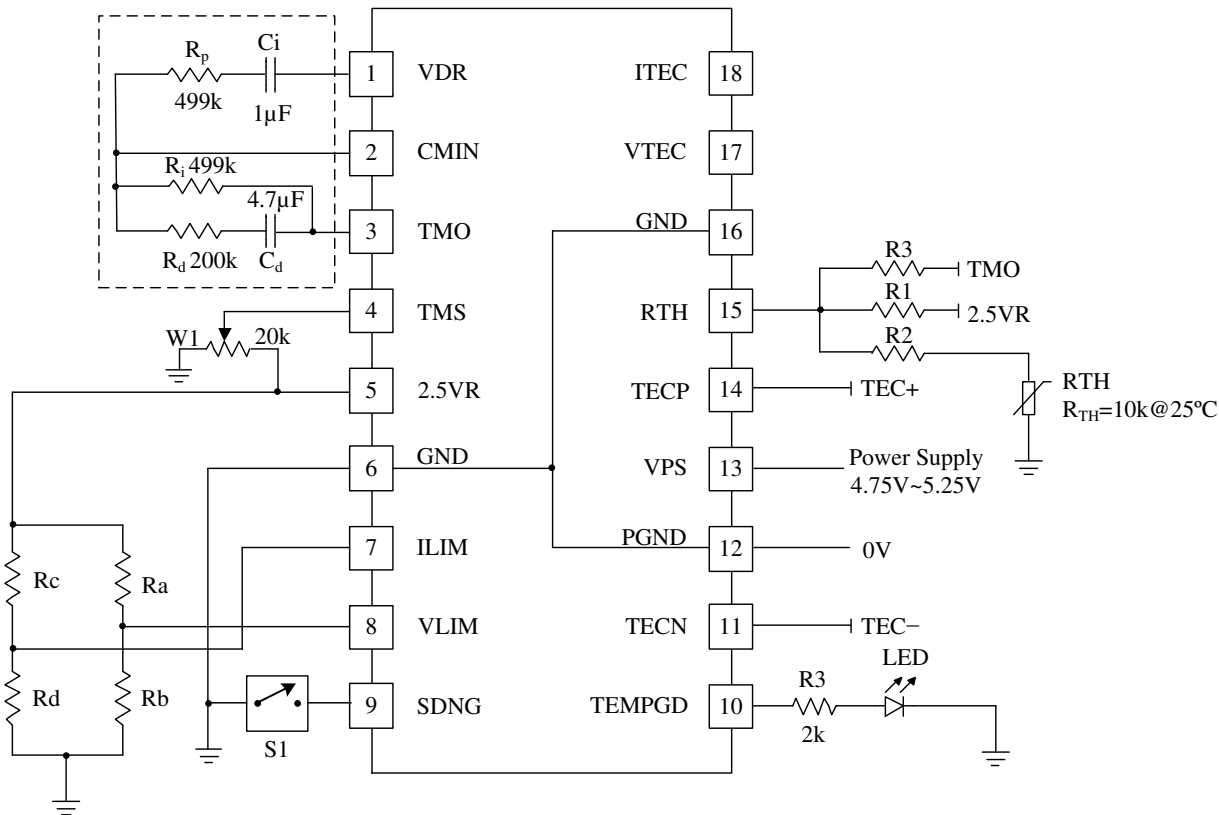 Rp
499k
Ci
1µF
Ri 499k
4.7µF
Rd 200k
Cd
W1
20k
Rc
Ra
Rd
Rb
S1
1
VDR
2
CMIN
3
TMO
4
TMS
5
2.5VR
6
GND
7
ILIM
8
VLIM
9
SDNG
ITEC
18
VTEC
17
GND
16
RTH
15
TECP
14
VPS
13
PGND
12
TECN
11
TEMPGD
10
R3
TMO
R1
2.5VR
R2
RTH
RTH=10k@25ºC
TEC+
Power Supply
4.75V~5.25V
0V
TEC−
LED
R3
2k